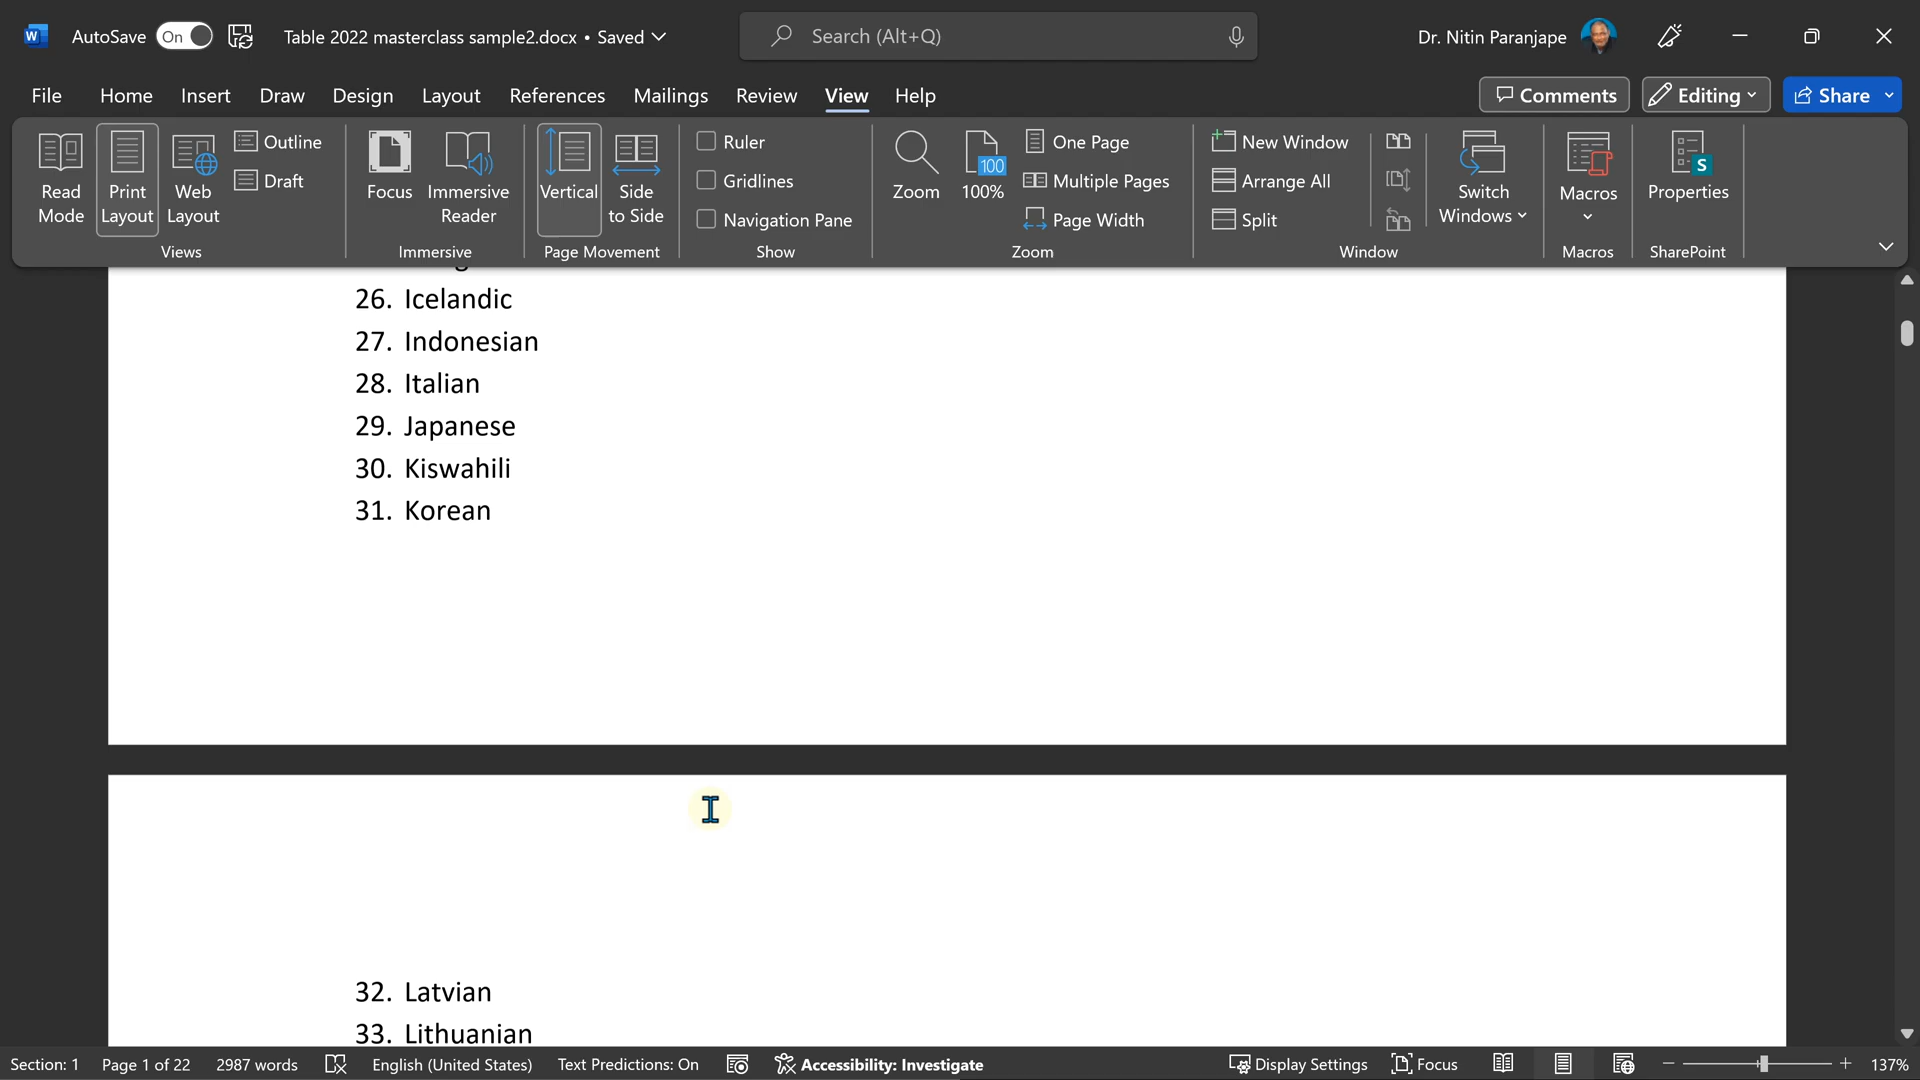 AutoSave On Table 2022 masterclass sample2.docx • Saved Search (Alt+Q) Dr. Nitin Paranjape
File Home Insert Draw Design Layout References Mailings Review View Help Comments Editing Share
Read Mode Print Layout Web Layout Outline Draft
Views
Focus Immersive Reader
Immersive
Vertical Side to Side
Page Movement
Ruler
Gridlines
Navigation Pane
Show
Zoom 100 100% One Page Multiple Pages Page Width
Zoom
New Window Arrange All Split Switch Windows
Window
Macros
Macros
S
Properties
SharePoint
26. Icelandic
27. Indonesian
28. Italian
29. Japanese
30. Kiswahili
31. Korean
32. Latvian
33. Lithuanian
Section: 1 Page 1 of 22 2987 words English (United States) Text Predictions: On Accessibility: Investigate Display Settings Focus 137%